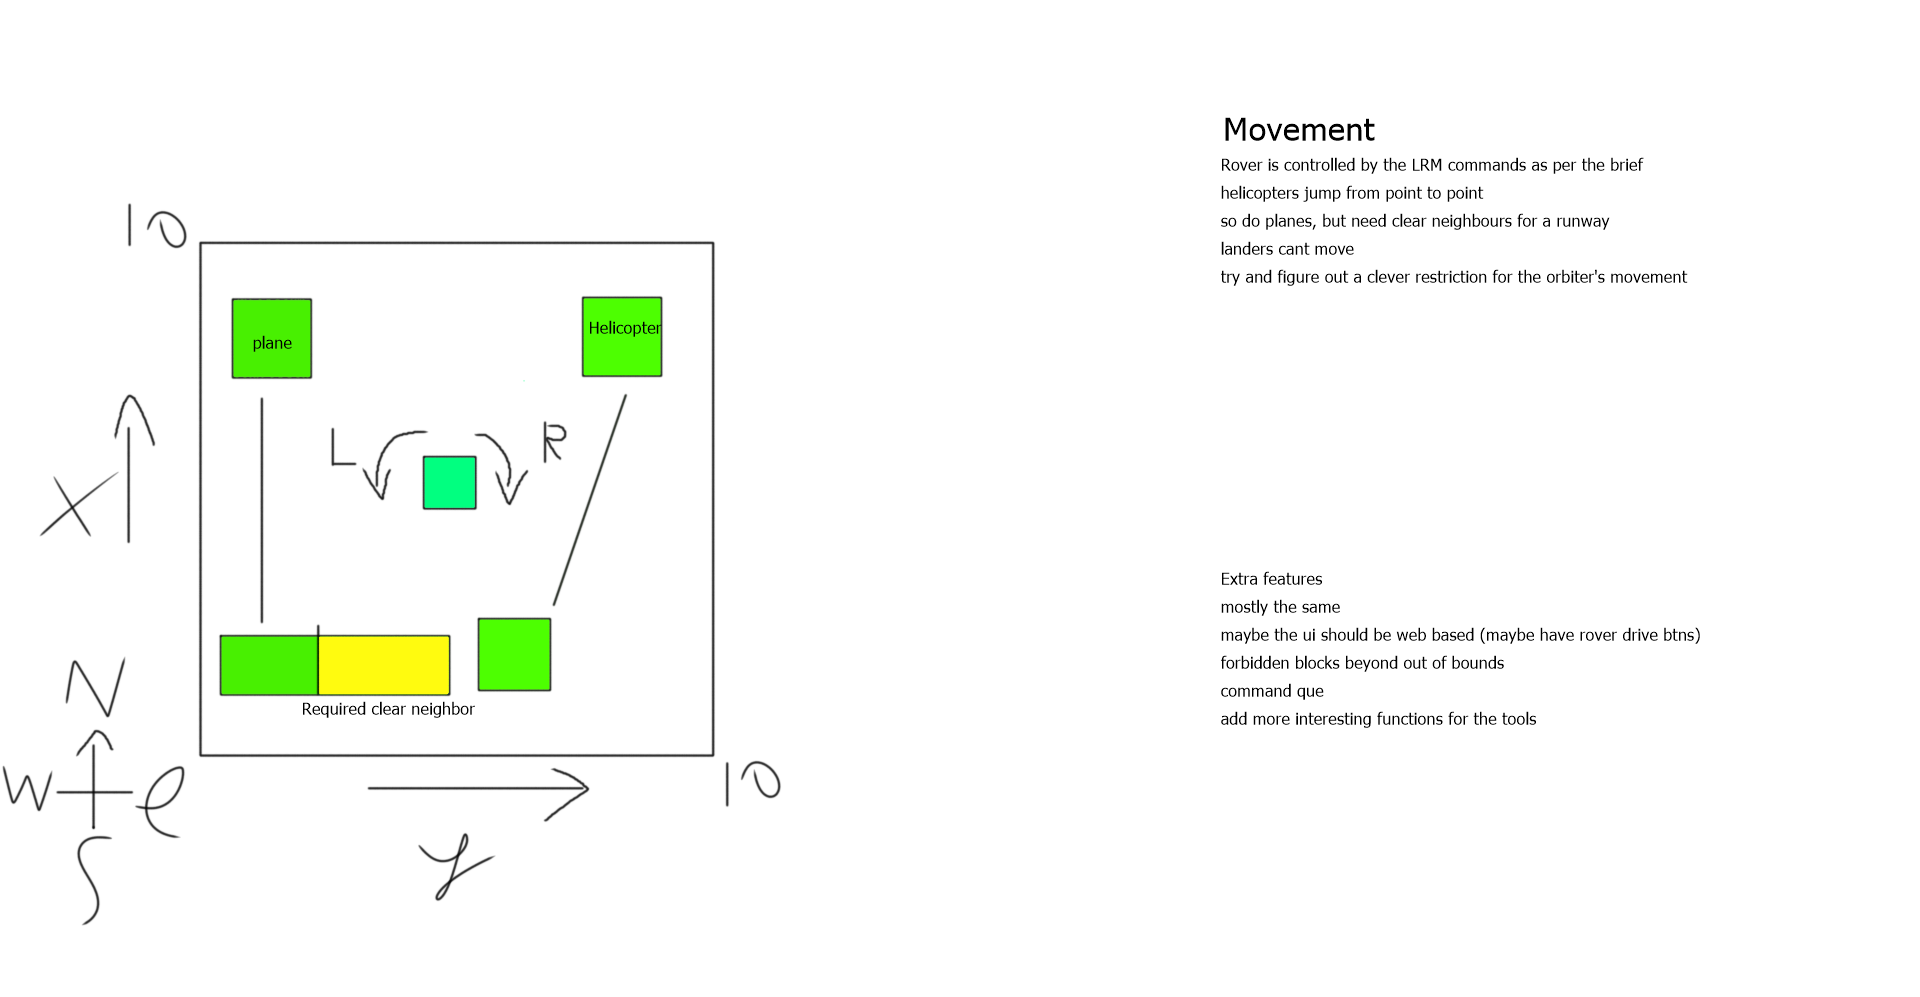 Movement
Rover is controlled by the LRM commands as per the brief
helicopters jump from point to point
so do planes, but need clear neighbours for a runway
landers cant move
try and figure out a clever restriction for the orbiter's movement
10
plane
Helicopter
L
R
X
Required clear neighbor
N
W
e
S
10
y
Extra features
mostly the same
maybe the ui should be web based (maybe have rover drive btns)
forbidden blocks beyond out of bounds
command que
add more interesting functions for the tools